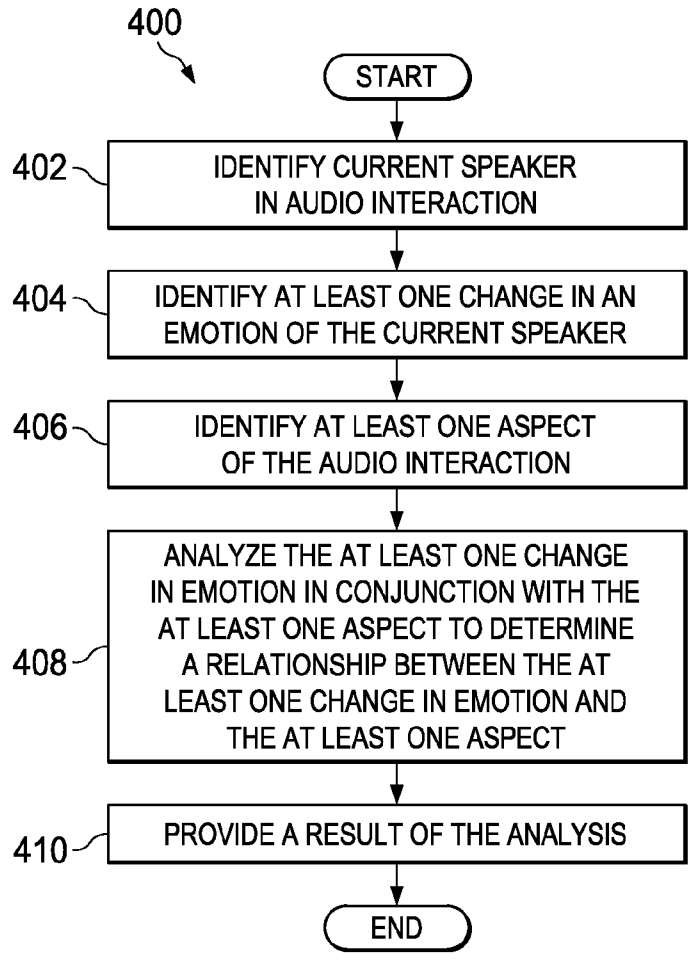 400
START
402
IDENTIFY CURRENT SPEAKER
IN AUDIO INTERACTION
404
IDENTIFY AT LEAST ONE CHANGE IN AN
EMOTION OF THE CURRENT SPEAKER
406
IDENTIFY AT LEAST ONE ASPECT
OF THE AUDIO INTERACTION
408
ANALYZE THE AT LEAST ONE CHANGE
IN EMOTION IN CONJUNCTION WITH THE
AT LEAST ONE ASPECT TO DETERMINE
A RELATIONSHIP BETWEEN THE AT
LEAST ONE CHANGE IN EMOTION AND
THE AT LEAST ONE ASPECT
410
PROVIDE A RESULT OF THE ANALYSIS
END